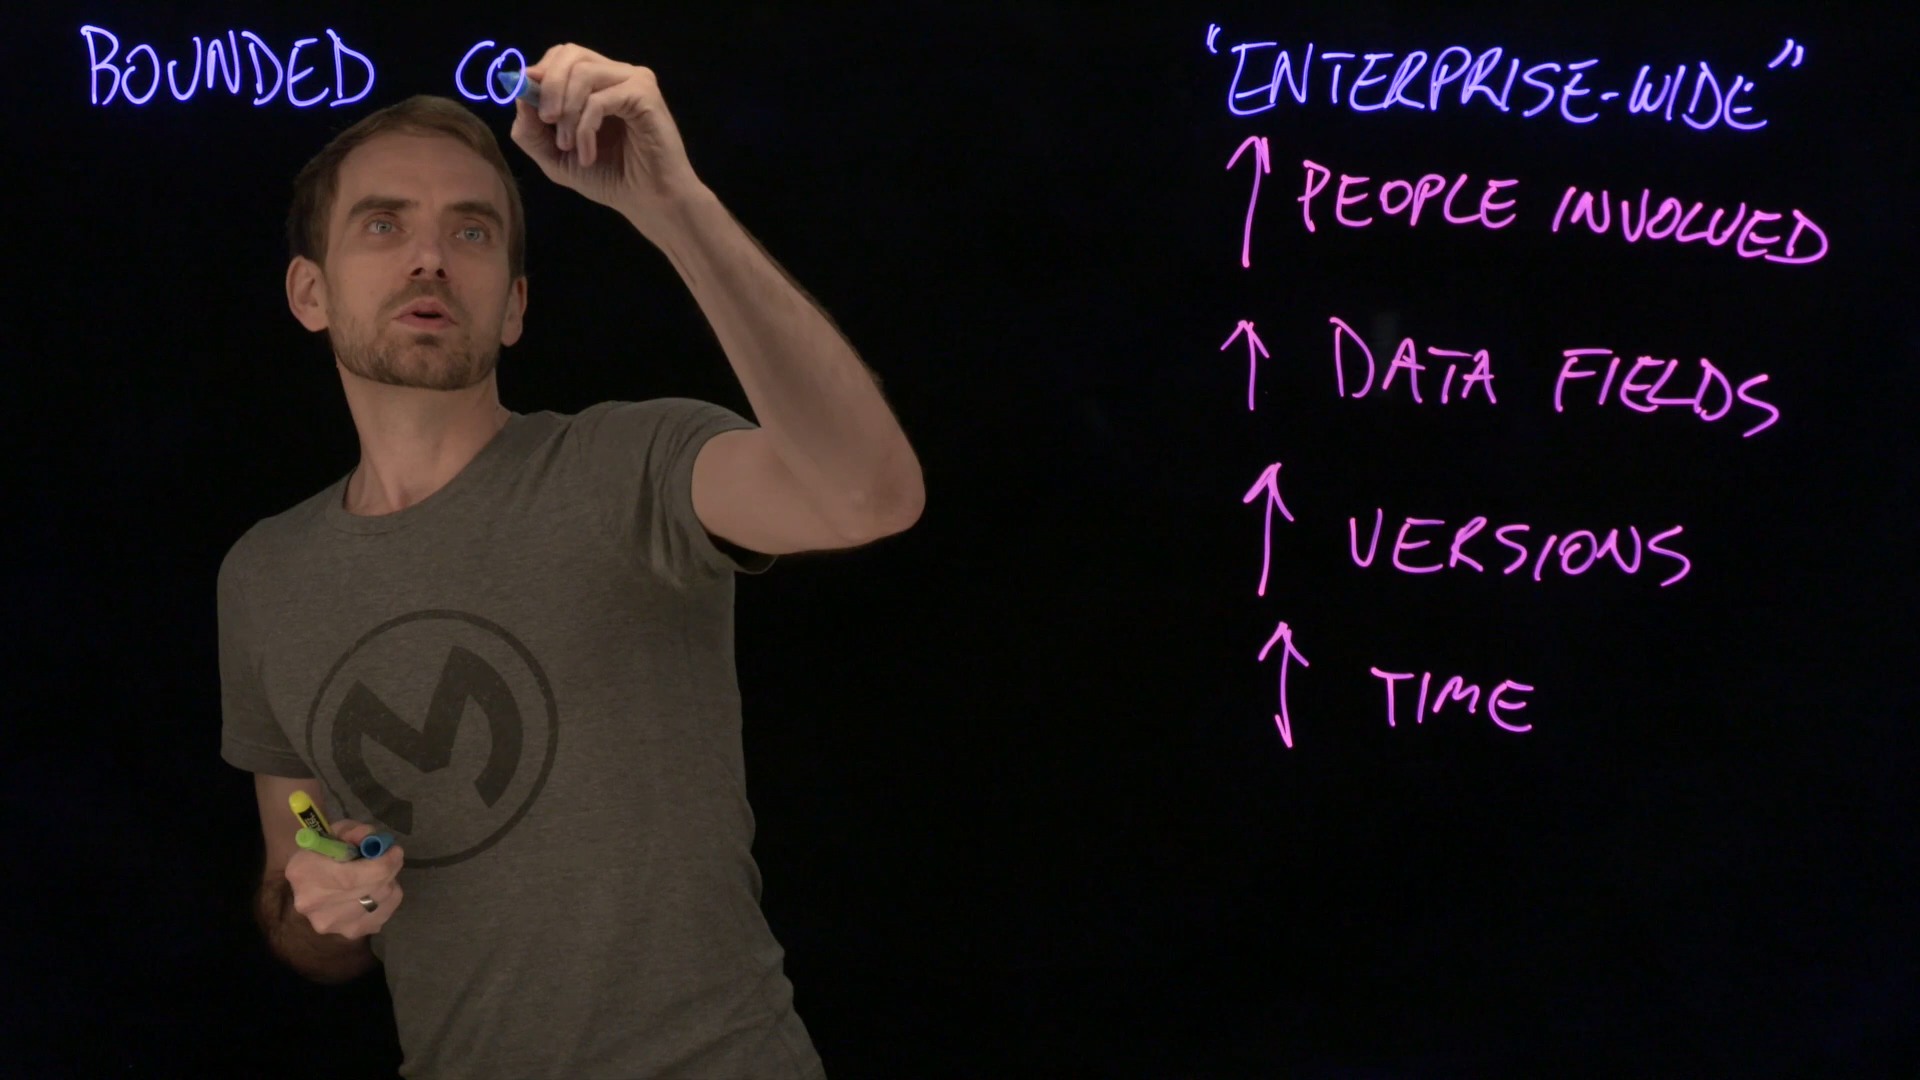 BOUNDED CO
"ENTERPRISE-WIDE"
↑ PEOPLE INVOLVED
↑ DATA FIELDS
↑ VERSIONS
↑ TIME
M